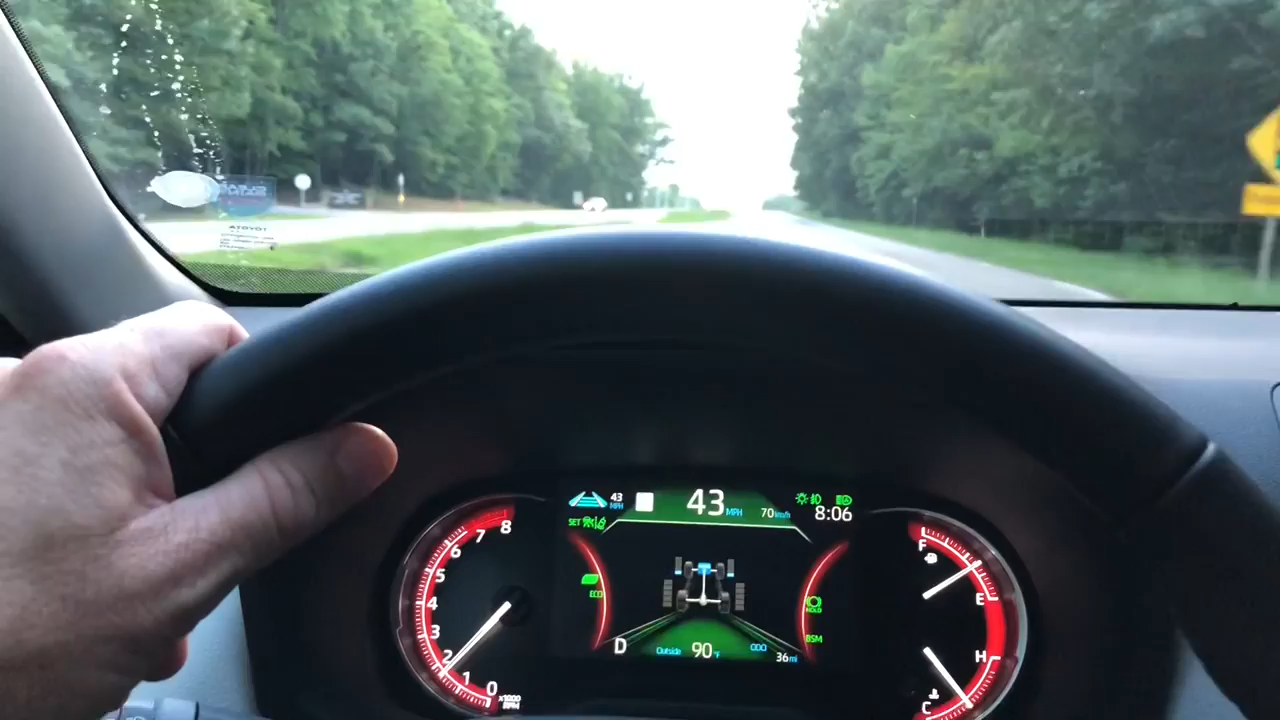 43
MPH
43 MPH
70 km/h
8:06
SET
8
7
6
5
4
3
2
1
0
x1000
RPM
ECO
D
Outside 90 °F
ODO
36 mi
HOLD
BSM
F
E
H
C